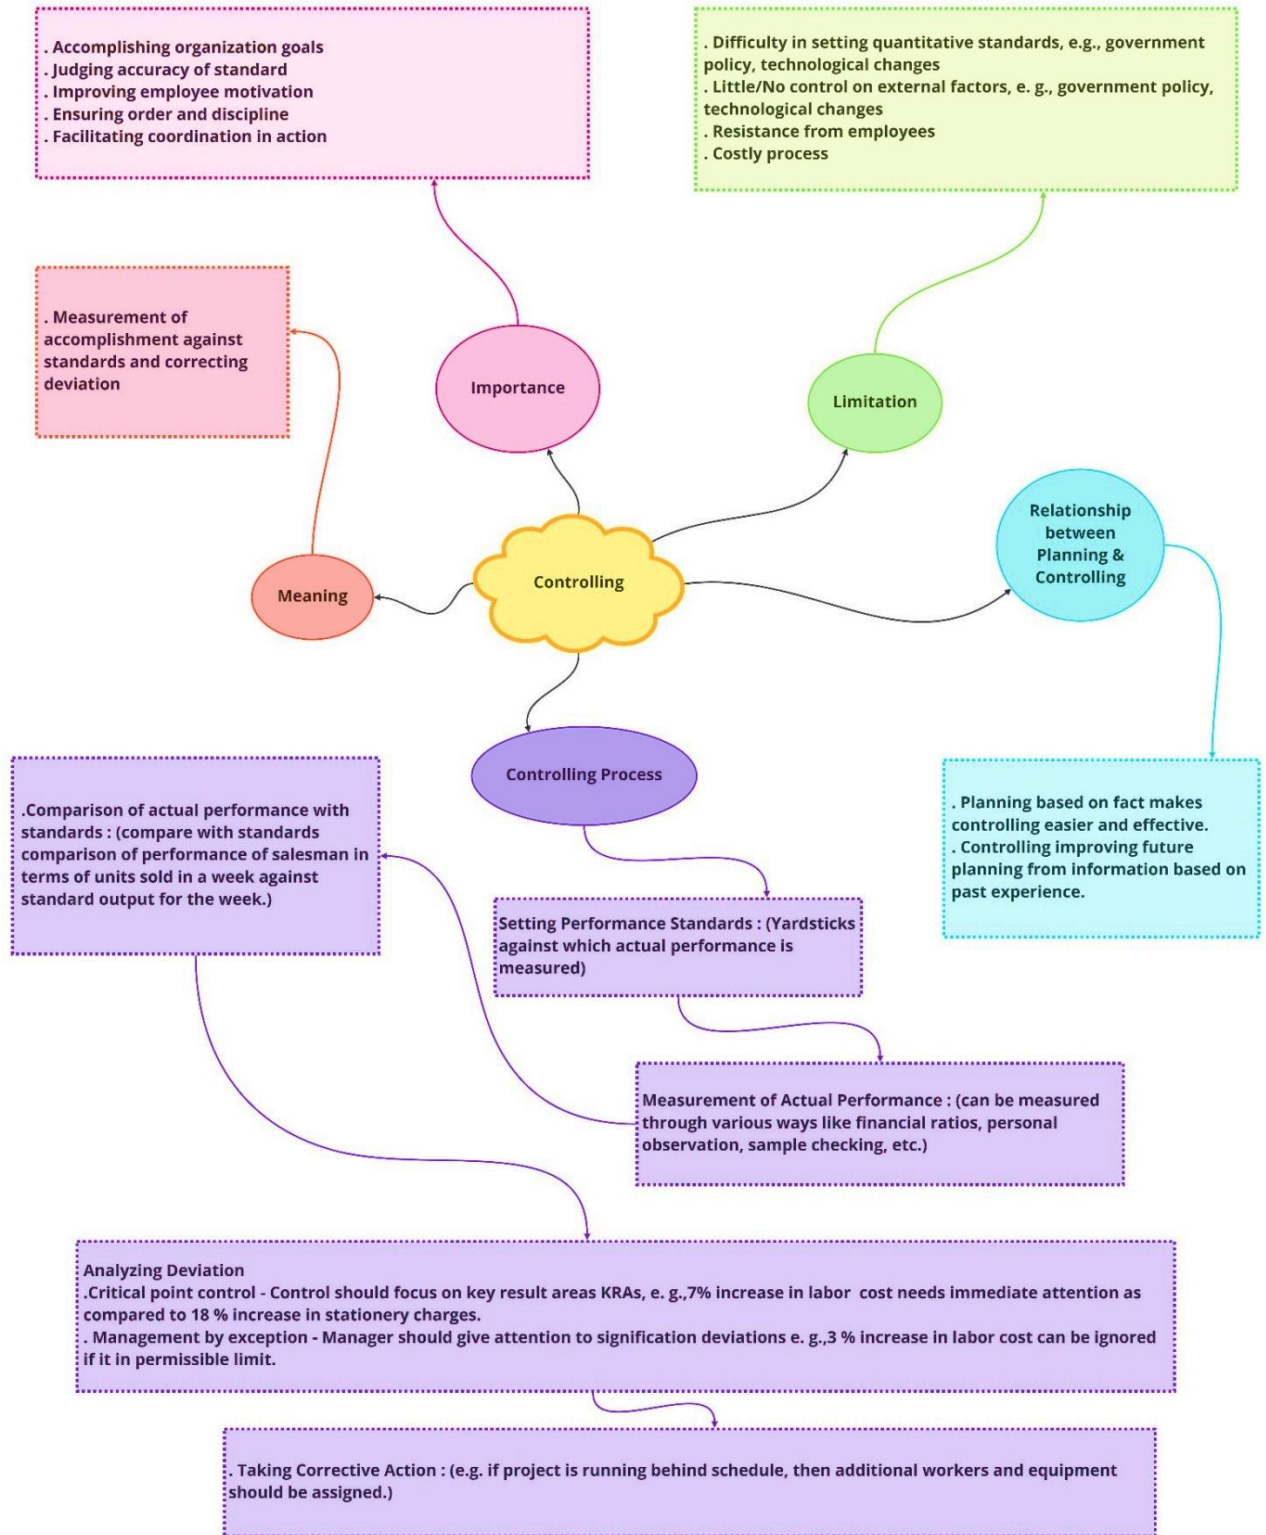 . Accomplishing organization goals
. Judging accuracy of standard
. Improving employee motivation
. Ensuring order and discipline
. Facilitating coordination in action
. Difficulty in setting quantitative standards, e.g., government
policy, technological changes
. Little/No control on external factors, e. g., government policy,
technological changes
. Resistance from employees
. Costly process
. Measurement of
accomplishment against
standards and correcting
deviation
Importance
Limitation
Relationship
between
Planning &
Controlling
Controlling
Meaning
Controlling Process
.Comparison of actual performance with
standards : (compare with standards
comparison of performance of salesman in
terms of units sold in a week against
standard output for the week.)
. Planning based on fact makes
controlling easier and effective.
. Controlling improving future
planning from information based on
past experience.
Setting Performance Standards : (Yardsticks
against which actual performance is
measured)
Measurement of Actual Performance : (can be measured
through various ways like financial ratios, personal
observation, sample checking, etc.)
Analyzing Deviation
.Critical point control - Control should focus on key result areas KRAs, e. g.,7% increase in labor cost needs immediate attention as
compared to 18 % increase in stationery charges.
. Management by exception - Manager should give attention to signification deviations e. g.,3 % increase in labor cost can be ignored
if it in permissible limit.
. Taking Corrective Action : (e.g. if project is running behind schedule, then additional workers and equipment
should be assigned.)